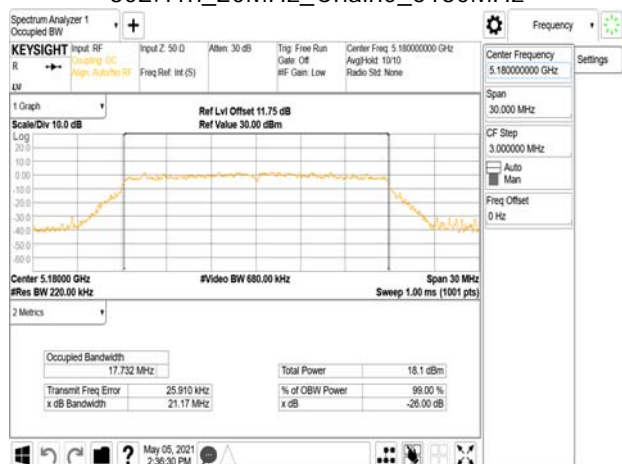 Spectrum Analyzer 1
Occupied BW
Frequency
KEYSIGHT
Input: RF
Coupling: DC
Align: Auto/No RF
Input Z: 50 Ω
Freq Ref: Int (S)
Atten: 30 dB
Trig: Free Run
Gate: Off
#IF Gain: Low
Center Freq: 5.180000000 GHz
Avg|Hold: 10/10
Radio Std: None
R
LV
Center Frequency
5.180000000 GHz
Settings
Span
30.000 MHz
CF Step
3.000000 MHz
Auto
Man
Freq Offset
0 Hz
1 Graph
Scale/Div 10.0 dB
Ref Lvl Offset 11.75 dB
Ref Value 30.00 dBm
Log
20.0
10.0
0.00
-10.0
-20.0
-30.0
-40.0
-50.0
-60.0
Center 5.18000 GHz
#Res BW 220.00 kHz
#Video BW 680.00 kHz
Span 30 MHz
Sweep 1.00 ms (1001 pts)
2 Metrics
Occupied Bandwidth
17.732 MHz
Total Power 18.1 dBm
Transmit Freq Error 25.910 kHz
% of OBW Power 99.00 %
x dB Bandwidth 21.17 MHz
x dB -26.00 dB
May 05, 2021
2:36:30 PM